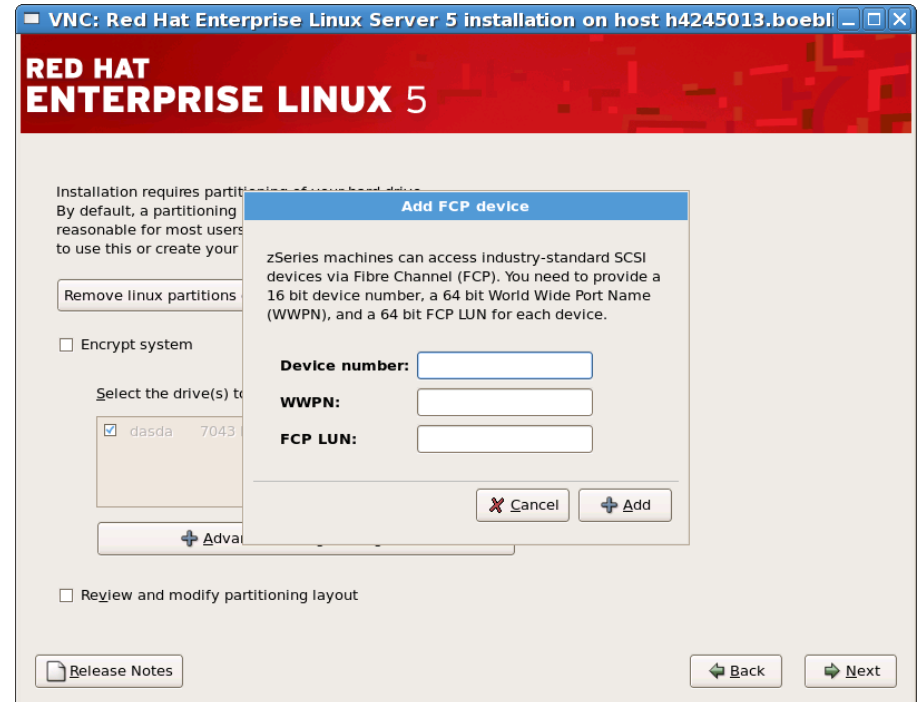 VNC: Red Hat Enterprise Linux Server 5 installation on host h4245013.boebli
RED HAT
ENTERPRISE LINUX 5
Installation requires partitioning of your hard drive.
By default, a partitioning
reasonable for most users
to use this or create your
Remove linux partitions
Encrypt system
Select the drive(s) to
dasda 7043
Adva
Review and modify partitioning layout
Release Notes
Back
Next
Add FCP device
zSeries machines can access industry-standard SCSI
devices via Fibre Channel (FCP). You need to provide a
16 bit device number, a 64 bit World Wide Port Name
(WWPN), and a 64 bit FCP LUN for each device.
Device number:
WWPN:
FCP LUN:
Cancel
Add